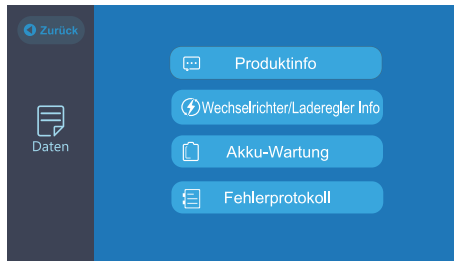 Zurück
Daten
Produktinfo
Wechselrichter/Laderegler Info
Akku-Wartung
Fehlerprotokoll